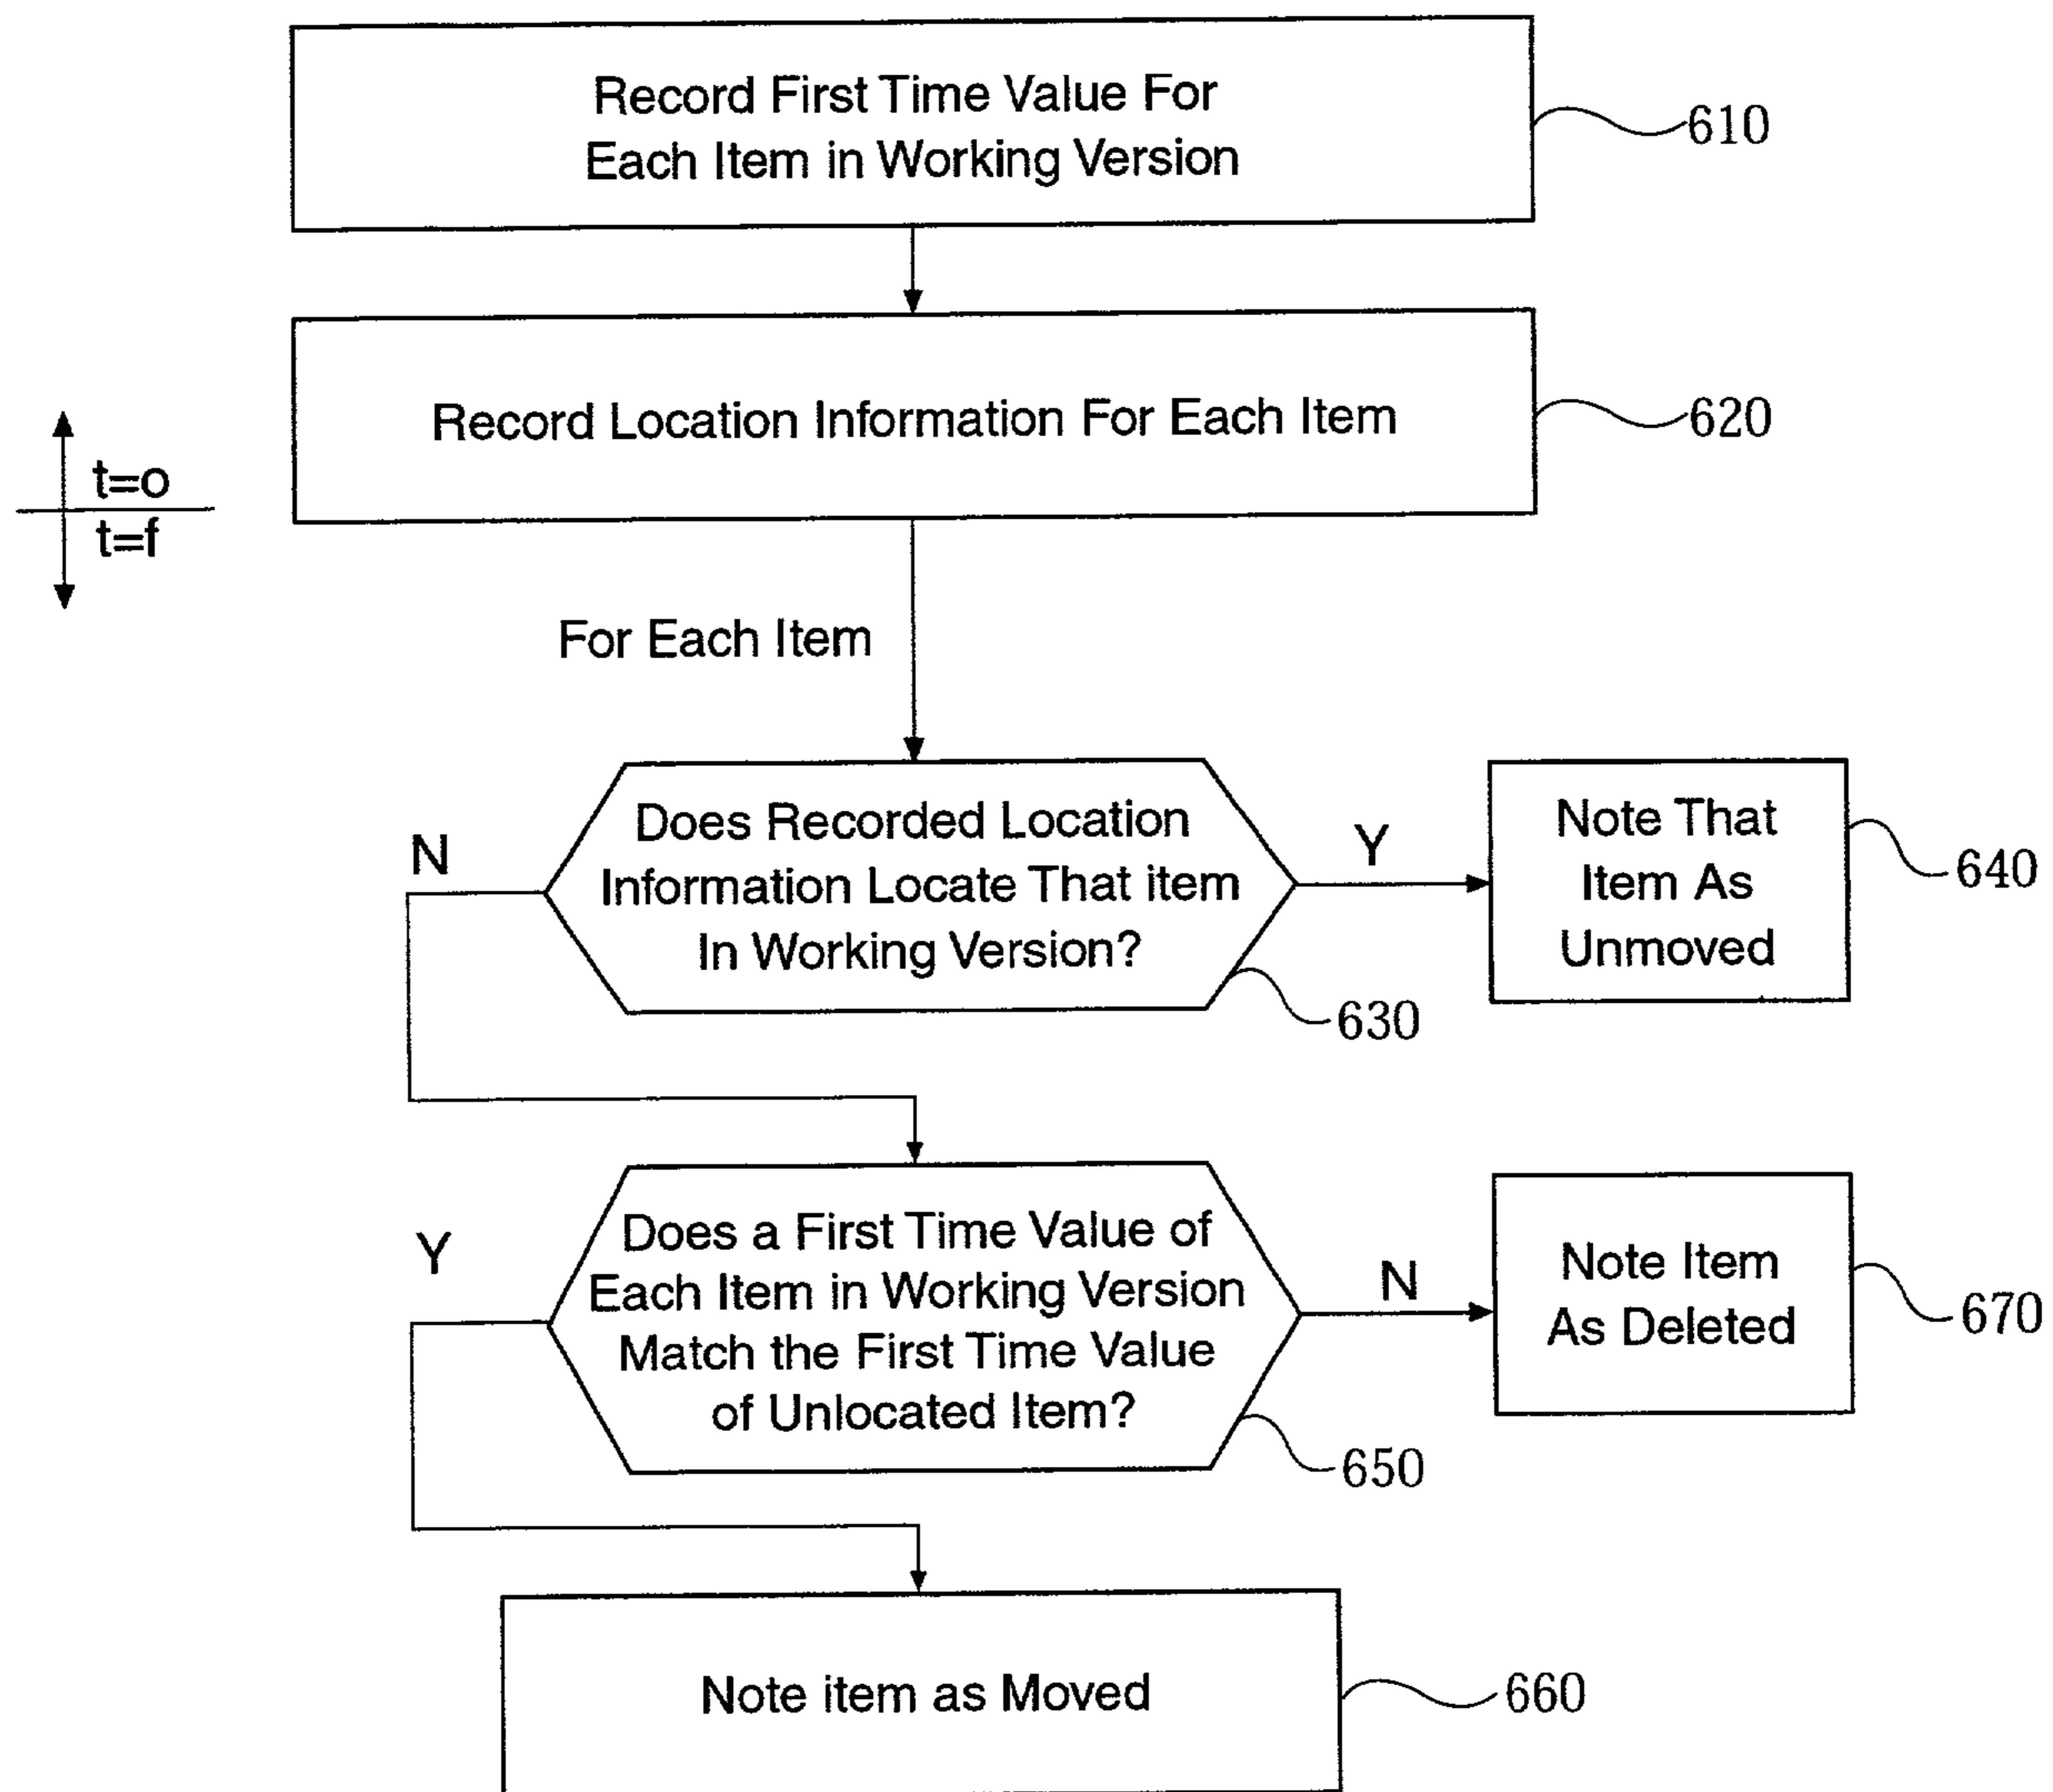 Record First Time Value For
Each Item in Working Version
610
Record Location Information For Each Item
620
t=o
t=f
For Each Item
Does Recorded Location
Information Locate That item
In Working Version?
N
Y
630
Note That
Item As
Unmoved
640
Does a First Time Value of
Each Item in Working Version
Match the First Time Value
of Unlocated Item?
Y
N
650
Note Item
As Deleted
670
Note item as Moved
660